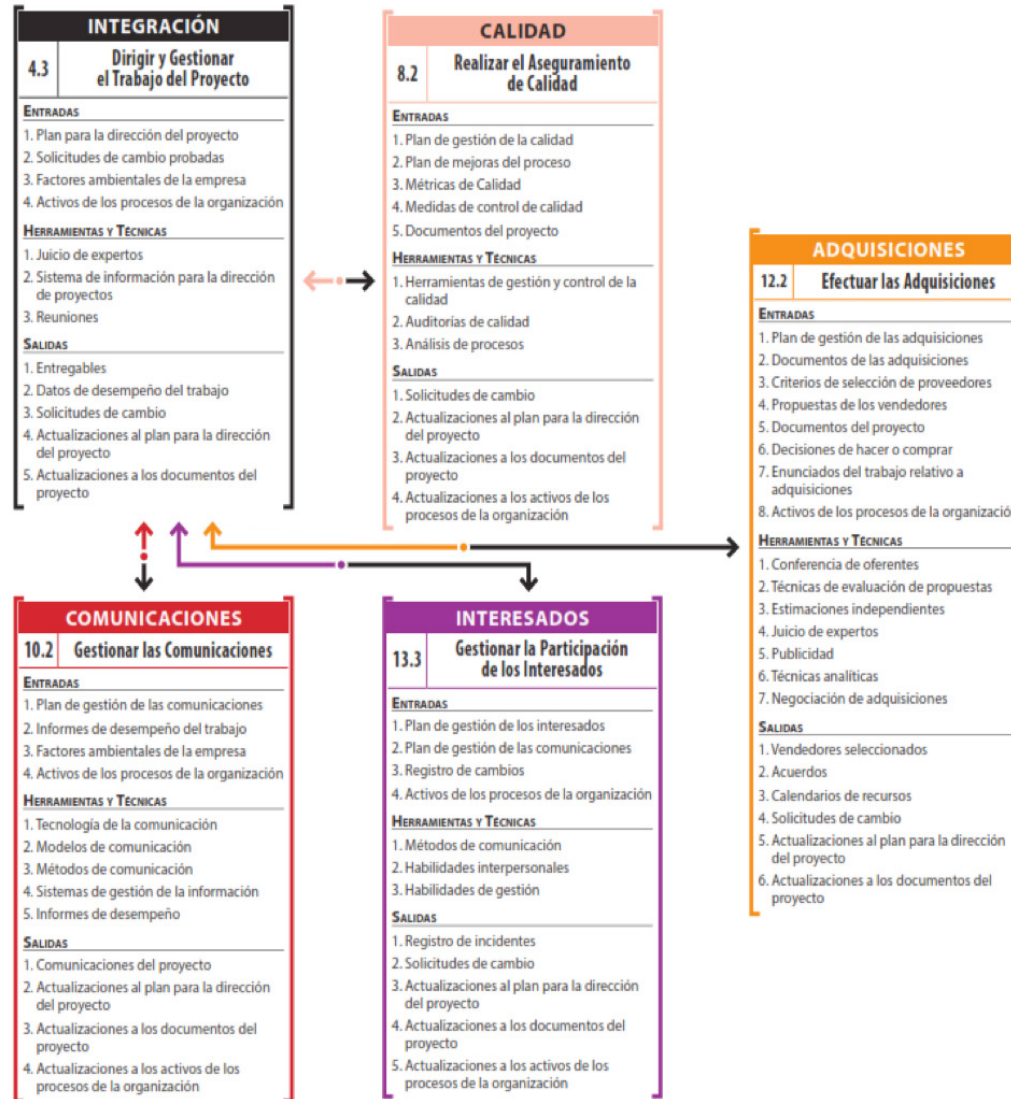 INTEGRACIÓN
4.3 Dirigir y Gestionar
el Trabajo del Proyecto
ENTRADAS
1. Plan para la dirección del proyecto
2. Solicitudes de cambio probadas
3. Factores ambientales de la empresa
4. Activos de los procesos de la organización
HERRAMIENTAS Y TÉCNICAS
1. Juicio de expertos
2. Sistema de información para la dirección
de proyectos
3. Reuniones
SALIDAS
1. Entregables
2. Datos de desempeño del trabajo
3. Solicitudes de cambio
4. Actualizaciones al plan para la dirección
del proyecto
5. Actualizaciones a los documentos del
proyecto
CALIDAD
8.2 Realizar el Aseguramiento
de Calidad
ENTRADAS
1. Plan de gestión de la calidad
2. Plan de mejoras del proceso
3. Métricas de Calidad
4. Medidas de control de calidad
5. Documentos del proyecto
HERRAMIENTAS Y TÉCNICAS
1. Herramientas de gestión y control de la
calidad
2. Auditorías de calidad
3. Análisis de procesos
SALIDAS
1. Solicitudes de cambio
2. Actualizaciones al plan para la dirección
del proyecto
3. Actualizaciones a los documentos del
proyecto
4. Actualizaciones a los activos de los
procesos de la organización
ADQUISICIONES
12.2 Efectuar las Adquisiciones
ENTRADAS
1. Plan de gestión de las adquisiciones
2. Documentos de las adquisiciones
3. Criterios de selección de proveedores
4. Propuestas de los vendedores
5. Documentos del proyecto
6. Decisiones de hacer o comprar
7. Enunciados del trabajo relativo a
adquisiciones
8. Activos de los procesos de la organizació
HERRAMIENTAS Y TÉCNICAS
1. Conferencia de oferentes
2. Técnicas de evaluación de propuestas
3. Estimaciones independientes
4. Juicio de expertos
5. Publicidad
6. Técnicas analíticas
7. Negociación de adquisiciones
SALIDAS
1. Vendedores seleccionados
2. Acuerdos
3. Calendarios de recursos
4. Solicitudes de cambio
5. Actualizaciones al plan para la dirección
del proyecto
6. Actualizaciones a los documentos del
proyecto
COMUNICACIONES
10.2 Gestionar las Comunicaciones
ENTRADAS
1. Plan de gestión de las comunicaciones
2. Informes de desempeño del trabajo
3. Factores ambientales de la empresa
4. Activos de los procesos de la organización
HERRAMIENTAS Y TÉCNICAS
1. Tecnología de la comunicación
2. Modelos de comunicación
3. Métodos de comunicación
4. Sistemas de gestión de la información
5. Informes de desempeño
SALIDAS
1. Comunicaciones del proyecto
2. Actualizaciones al plan para la dirección
del proyecto
3. Actualizaciones a los documentos del
proyecto
4. Actualizaciones a los activos de los
procesos de la organización
INTERESADOS
13.3 Gestionar la Participación
de los Interesados
ENTRADAS
1. Plan de gestión de los interesados
2. Plan de gestión de las comunicaciones
3. Registro de cambios
4. Activos de los procesos de la organización
HERRAMIENTAS Y TÉCNICAS
1. Métodos de comunicación
2. Habilidades interpersonales
3. Habilidades de gestión
SALIDAS
1. Registro de incidentes
2. Solicitudes de cambio
3. Actualizaciones al plan para la dirección
del proyecto
4. Actualizaciones a los documentos del
proyecto
5. Actualizaciones a los activos de los
procesos de la organización